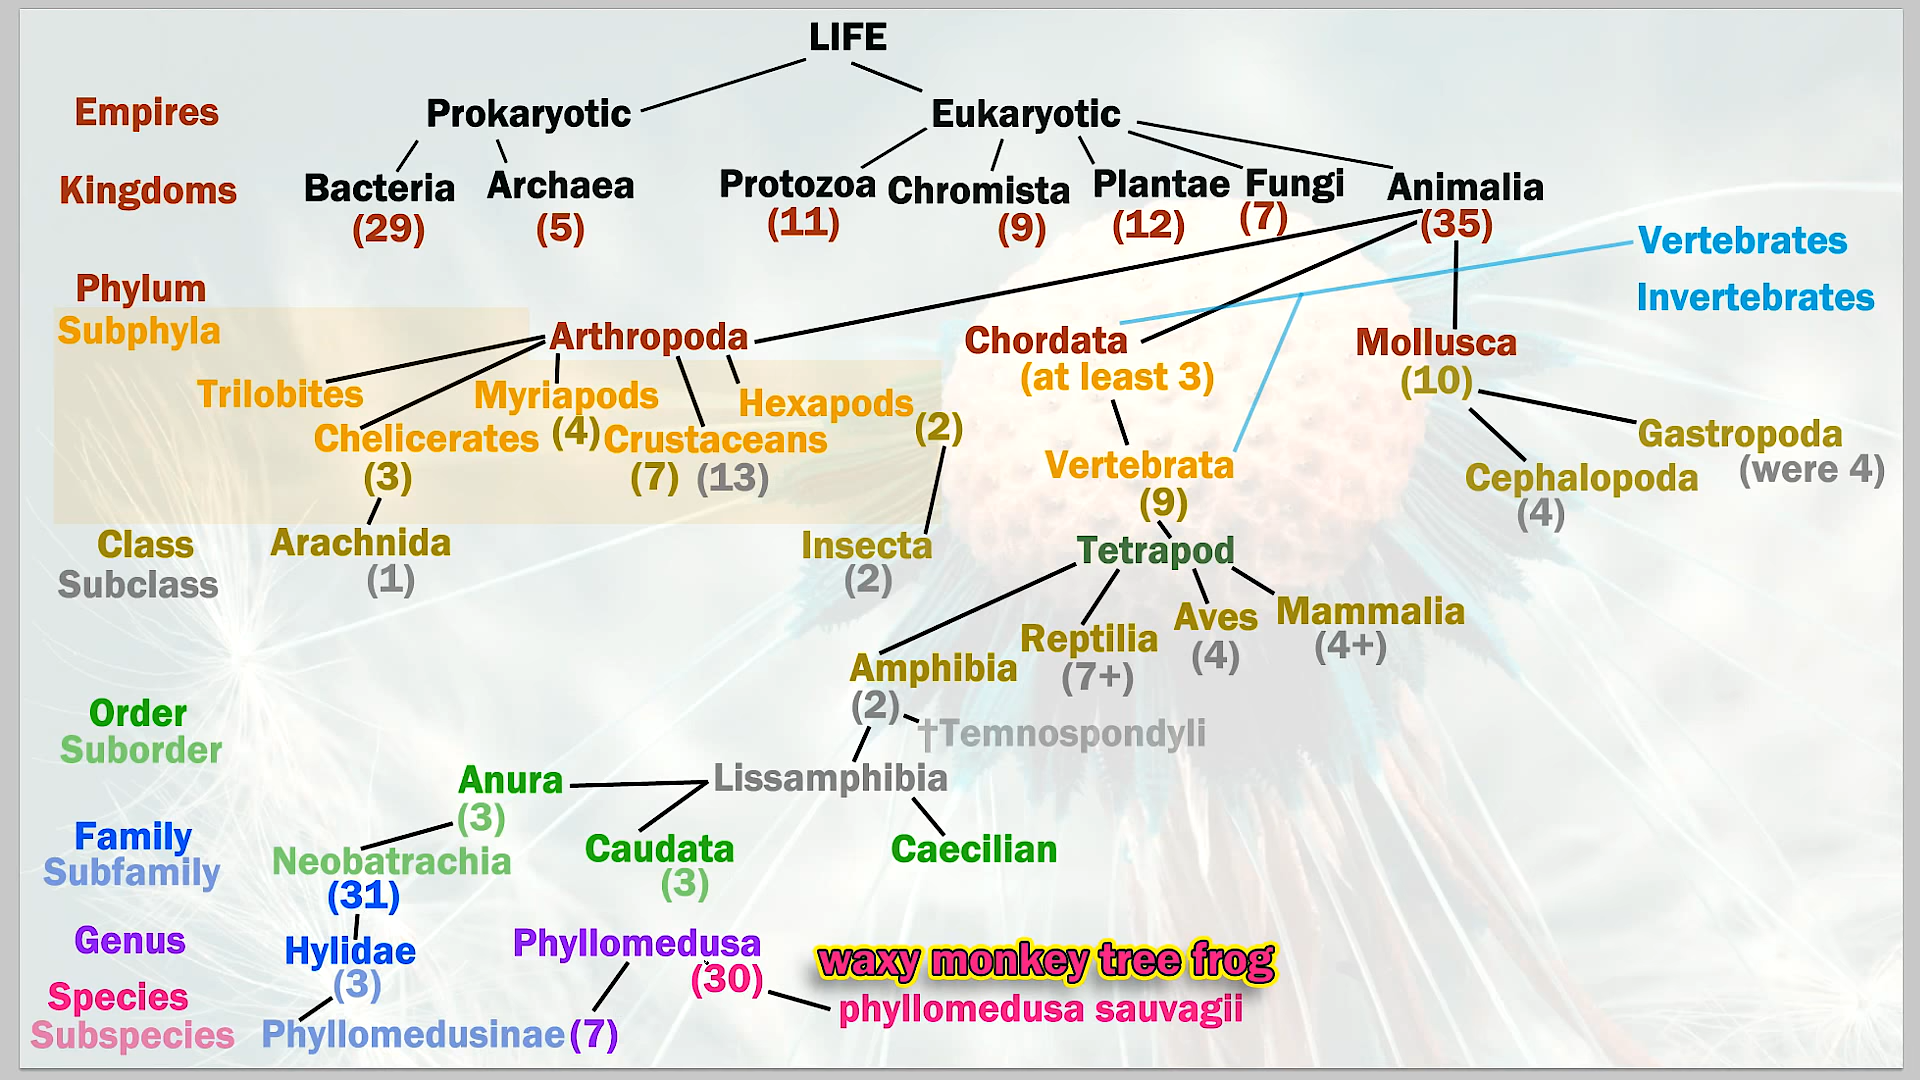 LIFE
Empires
Prokaryotic
Eukaryotic
Kingdoms
Bacteria
(29)
Archaea
(5)
Protozoa
(11)
Chromista
(9)
Plantae
(12)
Fungi
(7)
Animalia
(35)
Vertebrates
Invertebrates
Phylum
Subphyla
Arthropoda
Chordata
(at least 3)
Mollusca
(10)
Trilobites
Myriapods
(4)
Hexapods
(2)
Chelicerates
(3)
Crustaceans
(7) (13)
Vertebrata
(9)
Gastropoda
(were 4)
Cephalopoda
(4)
Class
Subclass
Arachnida
(1)
Insecta
(2)
Tetrapod
Amphibia
(2)
Reptilia
(7+)
Aves
(4)
Mammalia
(4+)
†Temnospondyli
Order
Suborder
Anura
(3)
Lissamphibia
Caudata
(3)
Caecilian
Family
Subfamily
Neobatrachia
(31)
Genus
Hylidae
(3)
Phyllomedusa
(30)
waxy monkey tree frog
phyllomedusa sauvagii
Species
Subspecies
Phyllomedusinae (7)